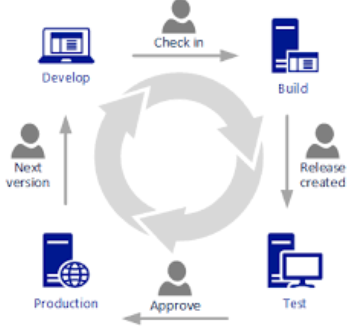 Check in
Develop
Build
Next
version
Release
created
Production
Approve
Test